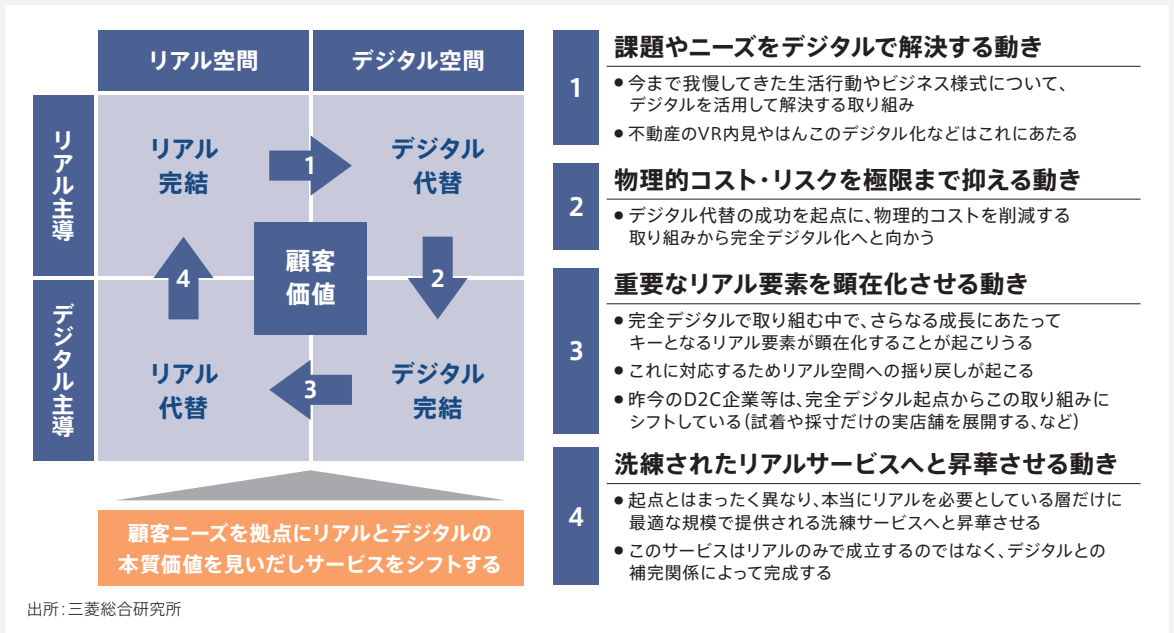 リアル空間
デジタル空間
リアル主導
デジタル主導
リアル
完結
1
デジタル
代替
4
顧客
価値
2
リアル
代替
3
デジタル
完結
顧客ニーズを拠点にリアルとデジタルの
本質価値を見いだしサービスをシフトする
1
課題やニーズをデジタルで解決する動き
● 今まで我慢してきた生活行動やビジネス様式について、
デジタルを活用して解決する取り組み
● 不動産のVR内見やはんこのデジタル化などはこれにあたる
2
物理的コスト・リスクを極限まで抑える動き
● デジタル代替の成功を起点に、物理的コストを削減する
取り組みから完全デジタル化へと向かう
3
重要なリアル要素を顕在化させる動き
● 完全デジタルで取り組む中で、さらなる成長にあたって
キーとなるリアル要素が顕在化することが起こりうる
● これに対応するためリアル空間への揺り戻しが起こる
● 昨今のD2C企業等は、完全デジタル起点からこの取り組みに
シフトしている(試着や採寸だけの実店舗を展開する、など)
4
洗練されたリアルサービスへと昇華させる動き
● 起点とはまったく異なり、本当にリアルを必要としている層だけに
最適な規模で提供される洗練サービスへと昇華させる
● このサービスはリアルのみで成立するのではなく、デジタルとの
補完関係によって完成する
出所:三菱総合研究所